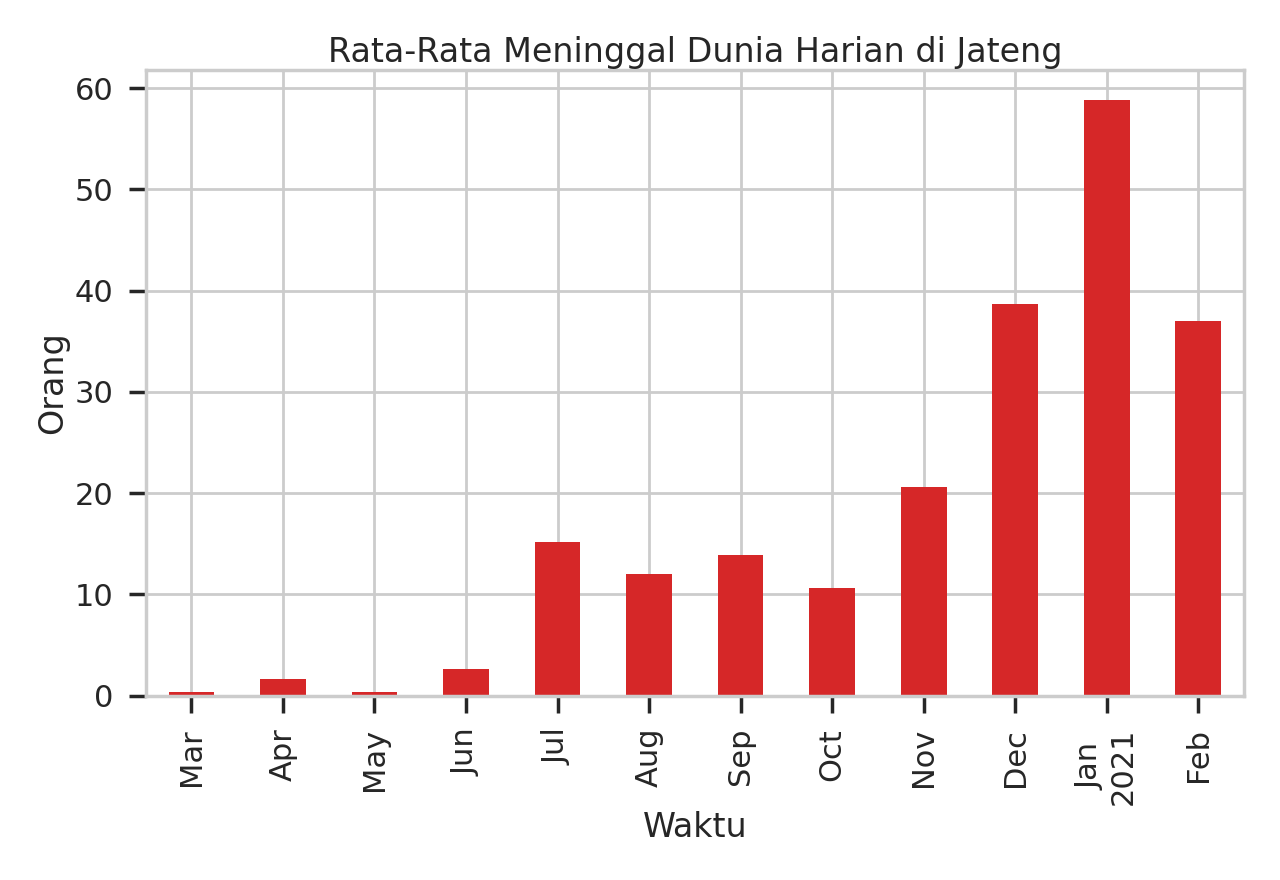 Rata-Rata Meninggal Dunia Harian di Jateng
60
50
40
30
20
10
0
Orang
Mar
Apr
May
Jun
Jul
Aug
Sep
Oct
Nov
Dec
Jan
2021
Feb
Waktu